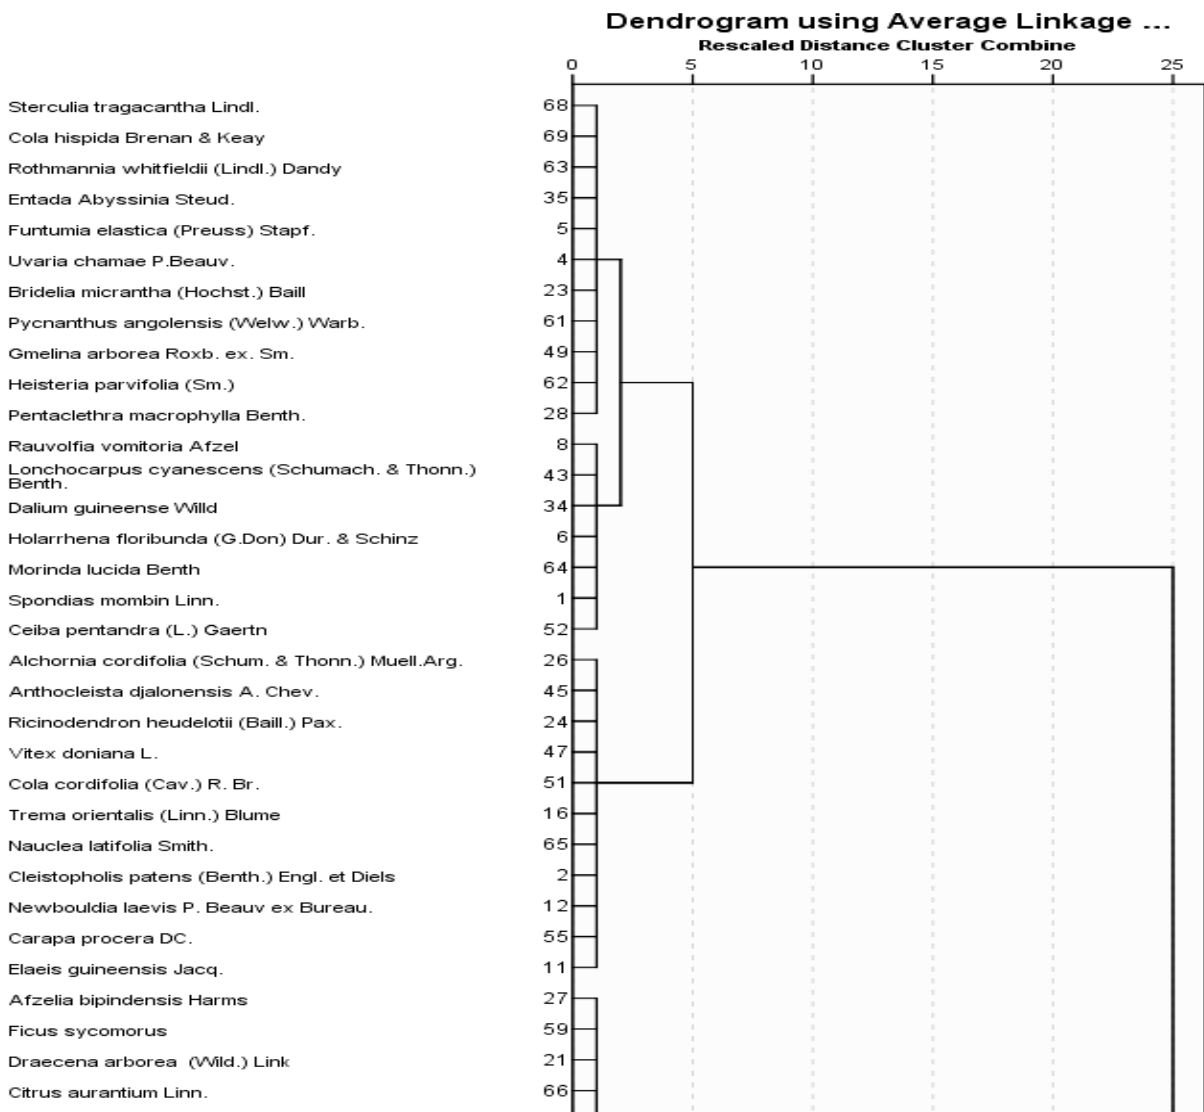 Dendrogram using Average Linkage ...
Rescaled Distance Cluster Combine
0 5 10 15 20 25
Sterculia tragacantha Lindl. 68
Cola hispida Brenan & Keay 69
Rothmannia whitfieldii (Lindl.) Dandy 63
Entada Abyssinia Steud. 35
Funtumia elastica (Preuss) Stapf. 5
Uvaria chamae P.Beauv. 4
Bridelia micrantha (Hochst.) Baill 23
Pycnanthus angolensis (Welw.) Warb. 61
Gmelina arborea Roxb. ex. Sm. 49
Heisteria parvifolia (Sm.) 62
Pentaclethra macrophylla Benth. 28
Rauvolfia vomitoria Afzel 8
Lonchocarpus cyanescens (Schumach. & Thonn.) 43
Benth.
Dalium guineense Willd 34
Holarrhena floribunda (G.Don) Dur. & Schinz 6
Morinda lucida Benth 64
Spondias mombin Linn. 1
Ceiba pentandra (L.) Gaertn 52
Alchornia cordifolia (Schum. & Thonn.) Muell.Arg. 26
Anthocleista djalonensis A. Chev. 45
Ricinodendron heudelotii (Baill.) Pax. 24
Vitex doniana L. 47
Cola cordifolia (Cav.) R. Br. 51
Trema orientalis (Linn.) Blume 16
Nauclea latifolia Smith. 65
Cleistopholis patens (Benth.) Engl. et Diels 2
Newbouldia laevis P. Beauv ex Bureau. 12
Carapa procera DC. 55
Elaeis guineensis Jacq. 11
Afzelia bipindensis Harms 27
Ficus sycomorus 59
Draecena arborea (Wild.) Link 21
Citrus aurantium Linn. 66